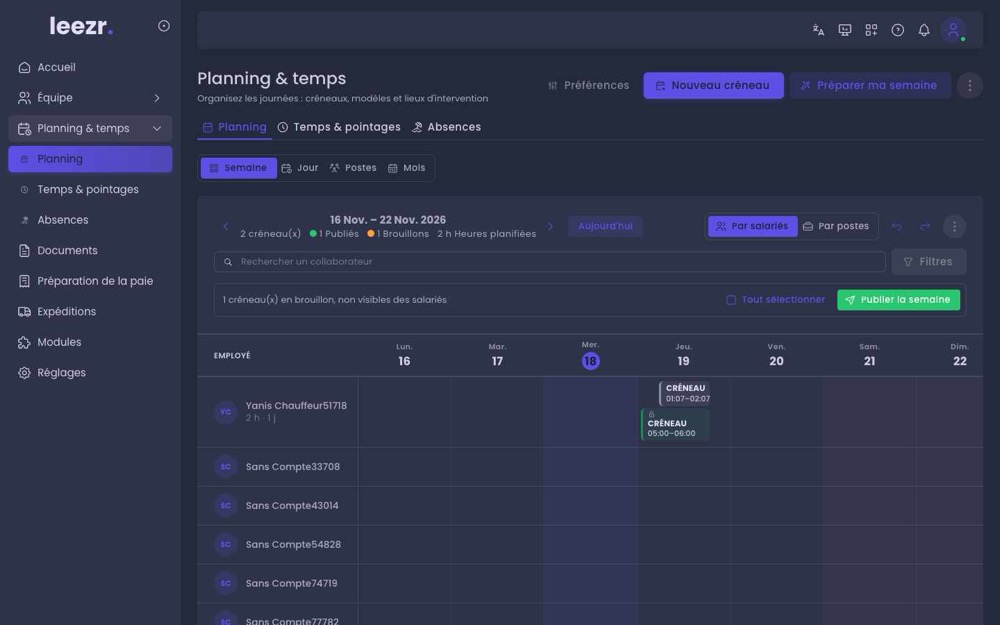 leezr.
Accueil
Équipe
Planning & temps
Planning
Temps & pointages
Absences
Documents
Préparation de la paie
Expéditions
Modules
Réglages
Planning & temps
Organisez les journées : créneaux, modèles et lieux d'intervention
Préférences
Nouveau créneau
Préparer ma semaine
Planning
Temps & pointages
Absences
Semaine
Jour
Postes
Mois
16 Nov. – 22 Nov. 2026
2 créneau(x) 1 Publiés 1 Brouillons 2 h Heures planifiées
Aujourd'hui
Par salariés
Par postes
Rechercher un collaborateur
Filtres
1 créneau(x) en brouillon, non visibles des salariés
Tout sélectionner
Publier la semaine
EMPLOYÉ
Lun. 16
Mar. 17
Mer. 18
Jeu. 19
Ven. 20
Sam. 21
Dim. 22
YC
Yanis Chauffeur51718
2 h · 1 j
CRÉNEAU
01:07–02:07
CRÉNEAU
05:00–06:00
SC
Sans Compte33708
SC
Sans Compte43014
SC
Sans Compte54828
SC
Sans Compte74719
SC
Sans Compte77782